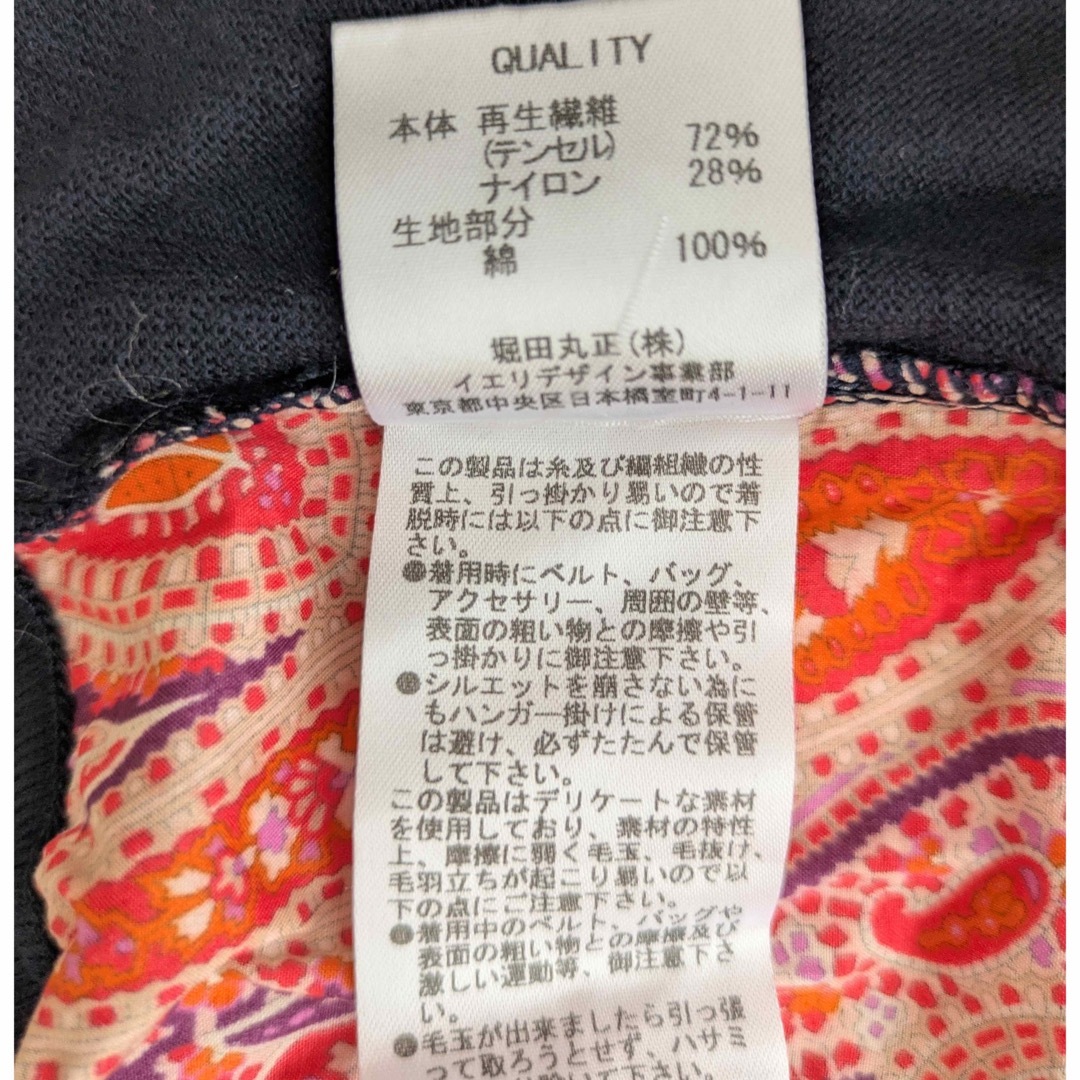 QUALITY
本体 再生繊維
(テンセル) 72%
ナイロン 28%
生地部分
綿 100%
堀田丸正(株)
イエリデザイン事業部
東京都中央区日本橋室町4-1-11
この製品は糸及び編組織の性
質上、引っ掛かり易いので着
脱時には以下の点に御注意下
さい。
●着用時にベルト、バッグ、
アクセサリー、周囲の壁等、
表面の粗い物との摩擦や引
っ掛かりに御注意下さい。
●シルエットを崩さない為に
もハンガー掛けによる保管
は避け、必ずたたんで保管
して下さい。
この製品はデリケートな素材
を使用しており、素材の特性
上、摩擦に弱く毛玉、毛抜け、
毛羽立ちが起こり易いので以
下の点にご注意下さい。
●着用中のベルト、バッグや
表面の粗い物との摩擦及び
激しい運動等、御注意下さ
い。
●毛玉が出来ましたら引っ張
って取ろうとせず、ハサミ
り除いて下さい。